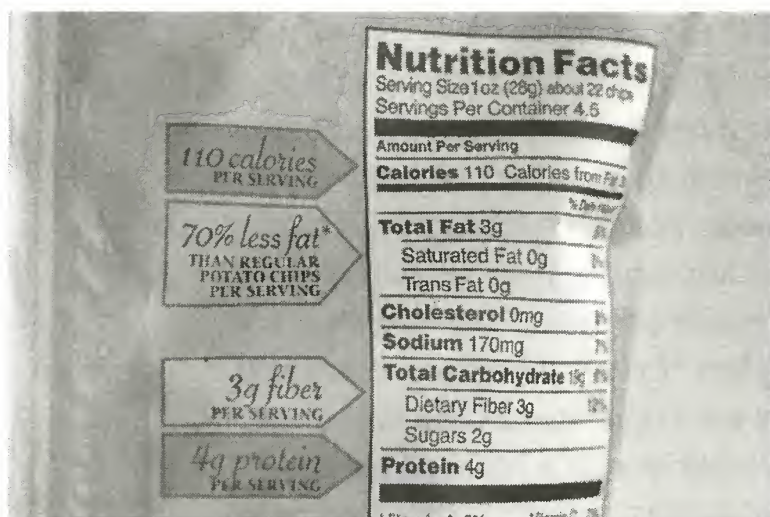 Nutrition Facts
Serving Size 1 oz (28g) about 22 chips
Servings Per Container 4.5
Amount Per Serving
Calories 110 Calories from Fat
% Daily
Total Fat 3g
Saturated Fat 0g
Trans Fat 0g
Cholesterol 0mg
Sodium 170mg
Total Carbohydrate
Dietary Fiber 3g 12%
Sugars 2g
Protein 4g
110 calories
PER SERVING
70% less fat*
THAN REGULAR
POTATO CHIPS
PER SERVING
3g fiber
PER SERVING
4g protein
PER SERVING